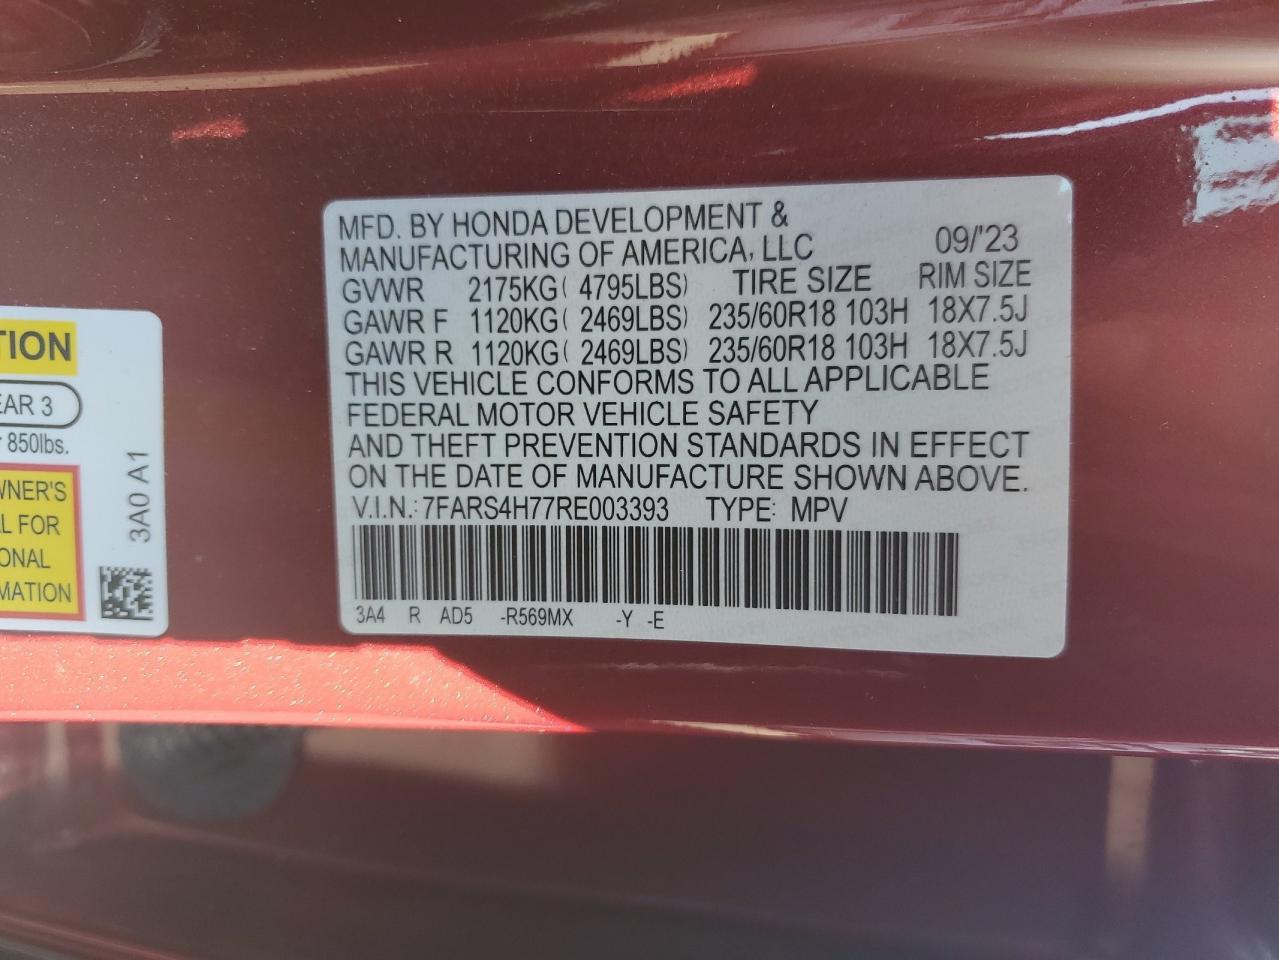 MFD. BY HONDA DEVELOPMENT &
MANUFACTURING OF AMERICA, LLC 09/'23
GVWR 2175KG( 4795LBS) TIRE SIZE RIM SIZE
GAWR F 1120KG( 2469LBS) 235/60R18 103H 18X7.5J
GAWR R 1120KG( 2469LBS) 235/60R18 103H 18X7.5J
THIS VEHICLE CONFORMS TO ALL APPLICABLE
FEDERAL MOTOR VEHICLE SAFETY
AND THEFT PREVENTION STANDARDS IN EFFECT
ON THE DATE OF MANUFACTURE SHOWN ABOVE.
V.I.N.: 7FARS4H77RE003393 TYPE: MPV
3A4 R AD5 -R569MX -Y -E
TION
EAR 3
850lbs.
WNER'S
L FOR
ONAL
MATION
3A0 A1